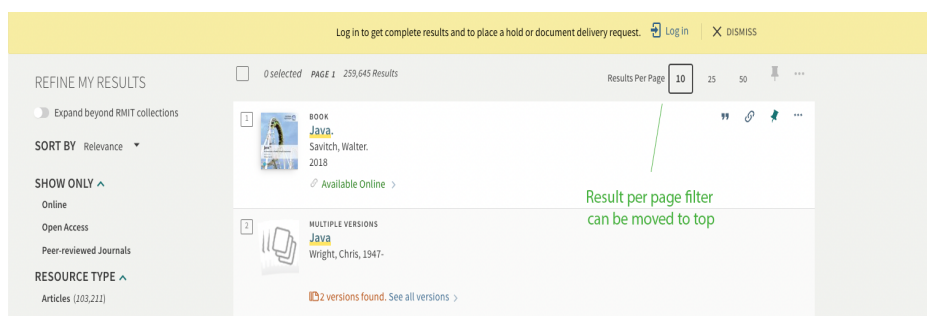 Log in to get complete results and to place a hold or document delivery request. Log in DISMISS
REFINE MY RESULTS
Expand beyond RMIT collections
SORT BY Relevance
SHOW ONLY
Online
Open Access
Peer-reviewed Journals
RESOURCE TYPE
Articles (103,211)
0 selected PAGE 1 259,645 Results
Results Per Page 10 25 50
1
BOOK
Java.
Savitch, Walter.
2018
Available Online
Result per page filter
can be moved to top
2
MULTIPLE VERSIONS
Java
Wright, Chris, 1947-
2 versions found. See all versions